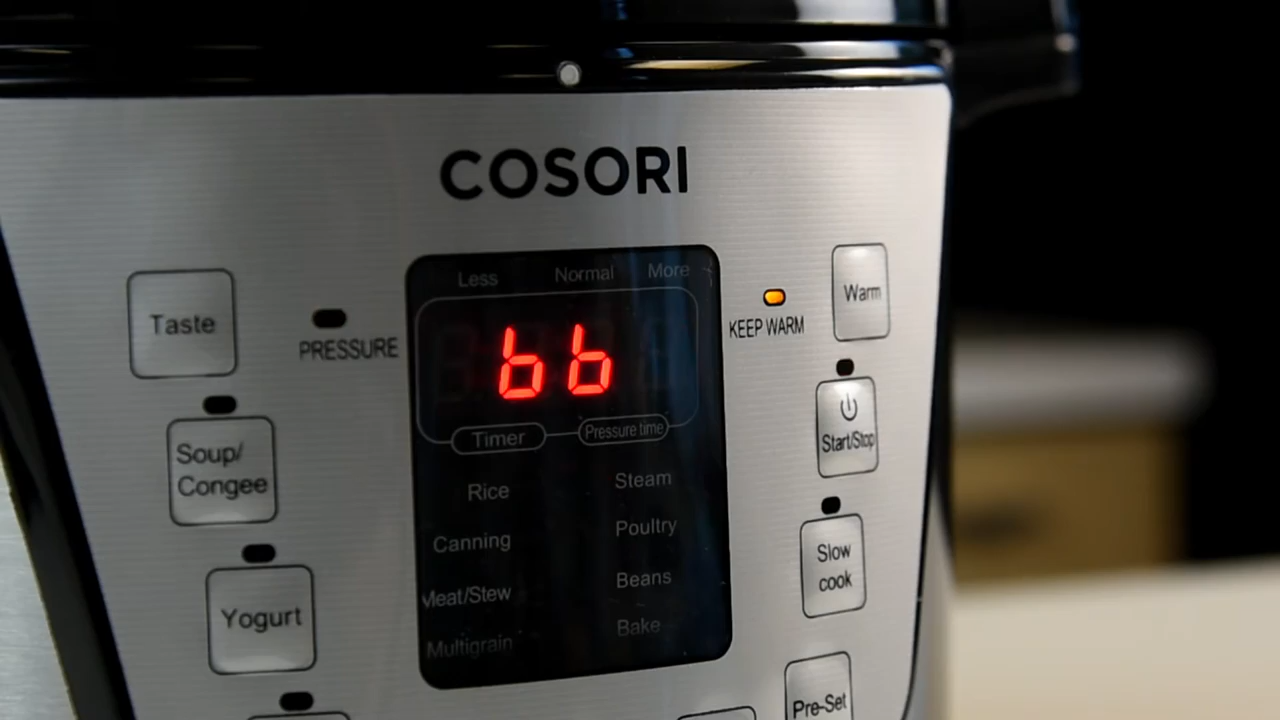 COSORI
Less Normal More
bb
Timer Pressure time
Rice Steam
Canning Poultry
Meat/Stew Beans
Multigrain Bake
Taste
PRESSURE
Soup/
Congee
Yogurt
KEEP WARM
Warm
Start/Stop
Slow
cook
Pre-Set